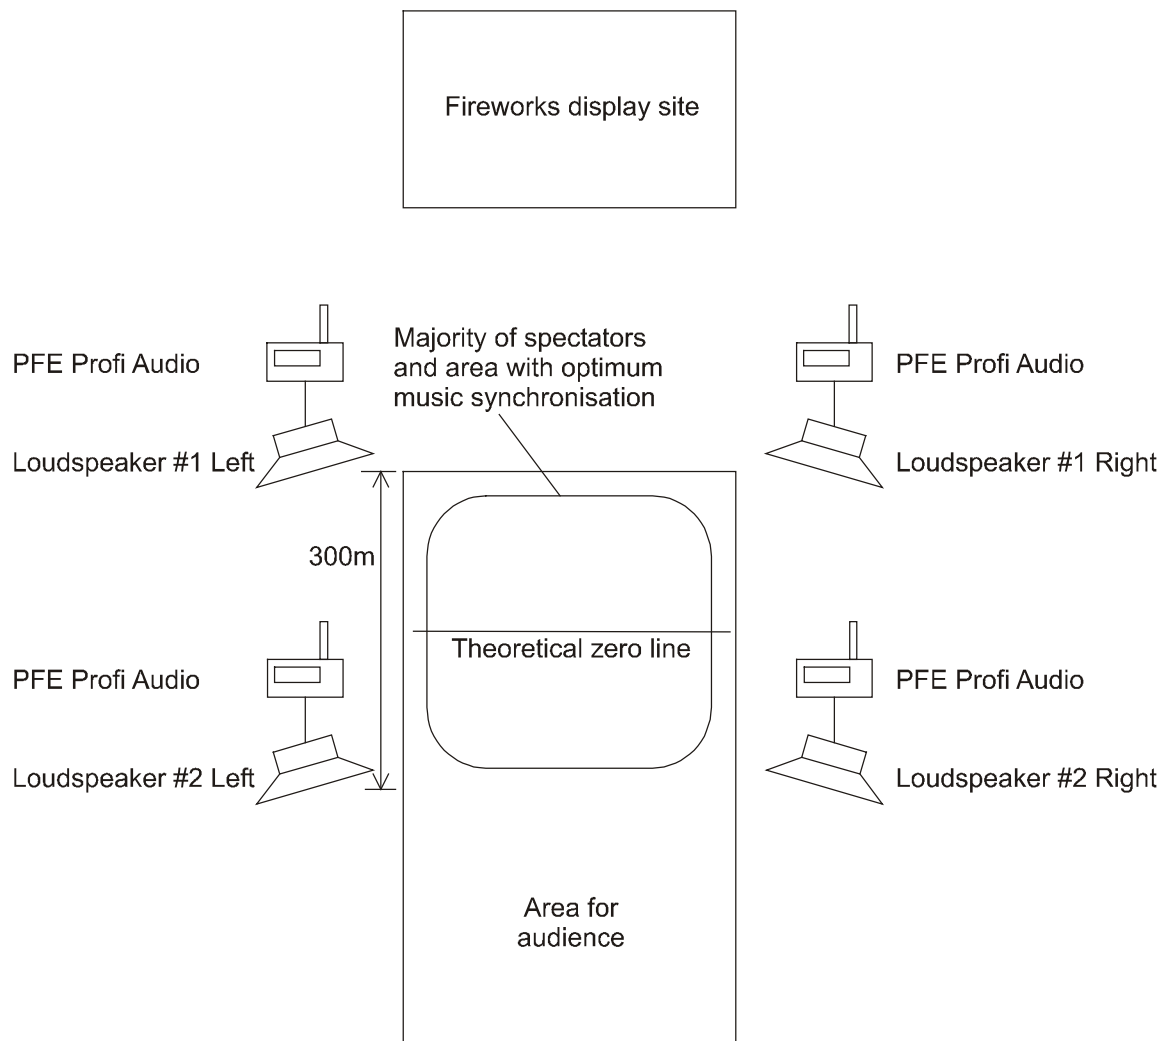 Fireworks display site
Majority of spectators
and area with optimum
music synchronisation
PFE Profi Audio
PFE Profi Audio
Loudspeaker #1 Left
Loudspeaker #1 Right
300m
Theoretical zero line
PFE Profi Audio
PFE Profi Audio
Loudspeaker #2 Left
Loudspeaker #2 Right
Area for
audience